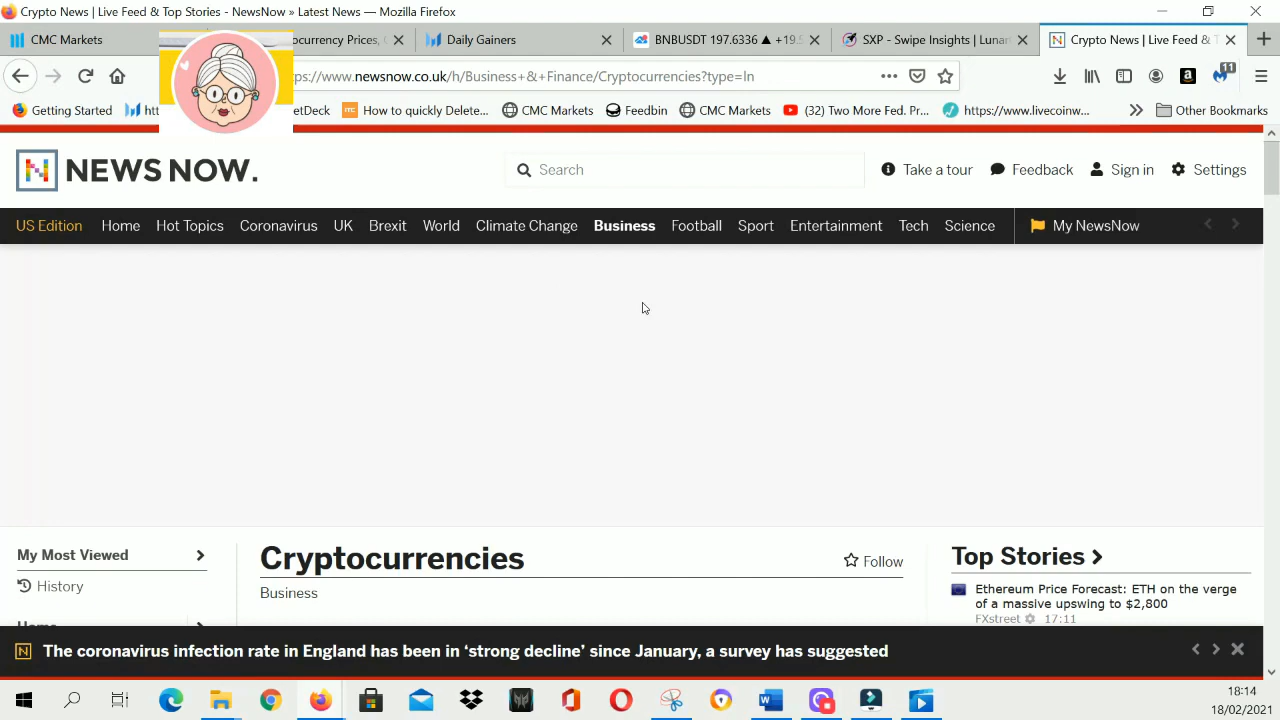 Crypto News | Live Feed & Top Stories - NewsNow » Latest News — Mozilla Firefox
CMC Markets
ocurrency Prices, C
Daily Gainers
BNBUSDT 197.6336 ▲ +19.
SXP - Swipe Insights | Lunar
Crypto News | Live Feed & T
ps://www.newsnow.co.uk/h/Business+&+Finance/Cryptocurrencies?type=ln
11
Getting Started
htt
etDeck
How to quickly Delete...
CMC Markets
Feedbin
CMC Markets
(32) Two More Fed. Pr...
https://www.livecoinw...
Other Bookmarks
NEWS NOW.
Search
Take a tour
Feedback
Sign in
Settings
US Edition Home Hot Topics Coronavirus UK Brexit World Climate Change Business Football Sport Entertainment Tech Science My NewsNow
My Most Viewed
History
Home
Cryptocurrencies
Follow
Business
Top Stories
Ethereum Price Forecast: ETH on the verge
of a massive upswing to $2,800
FXstreet 17:11
The coronavirus infection rate in England has been in ‘strong decline’ since January, a survey has suggested
18:14
18/02/2021